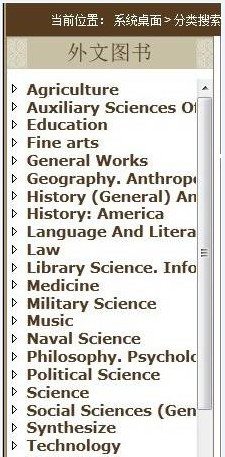 当前位置: 系统桌面 > 分类搜索
外文图书
Agriculture
Auxiliary Sciences Of
Education
Fine arts
General Works
Geography. Anthropo
History (General) An
History: America
Language And Litera
Law
Library Science. Info
Medicine
Military Science
Music
Naval Science
Philosophy. Psycholo
Political Science
Science
Social Sciences (Gen
Synthesize
Technology